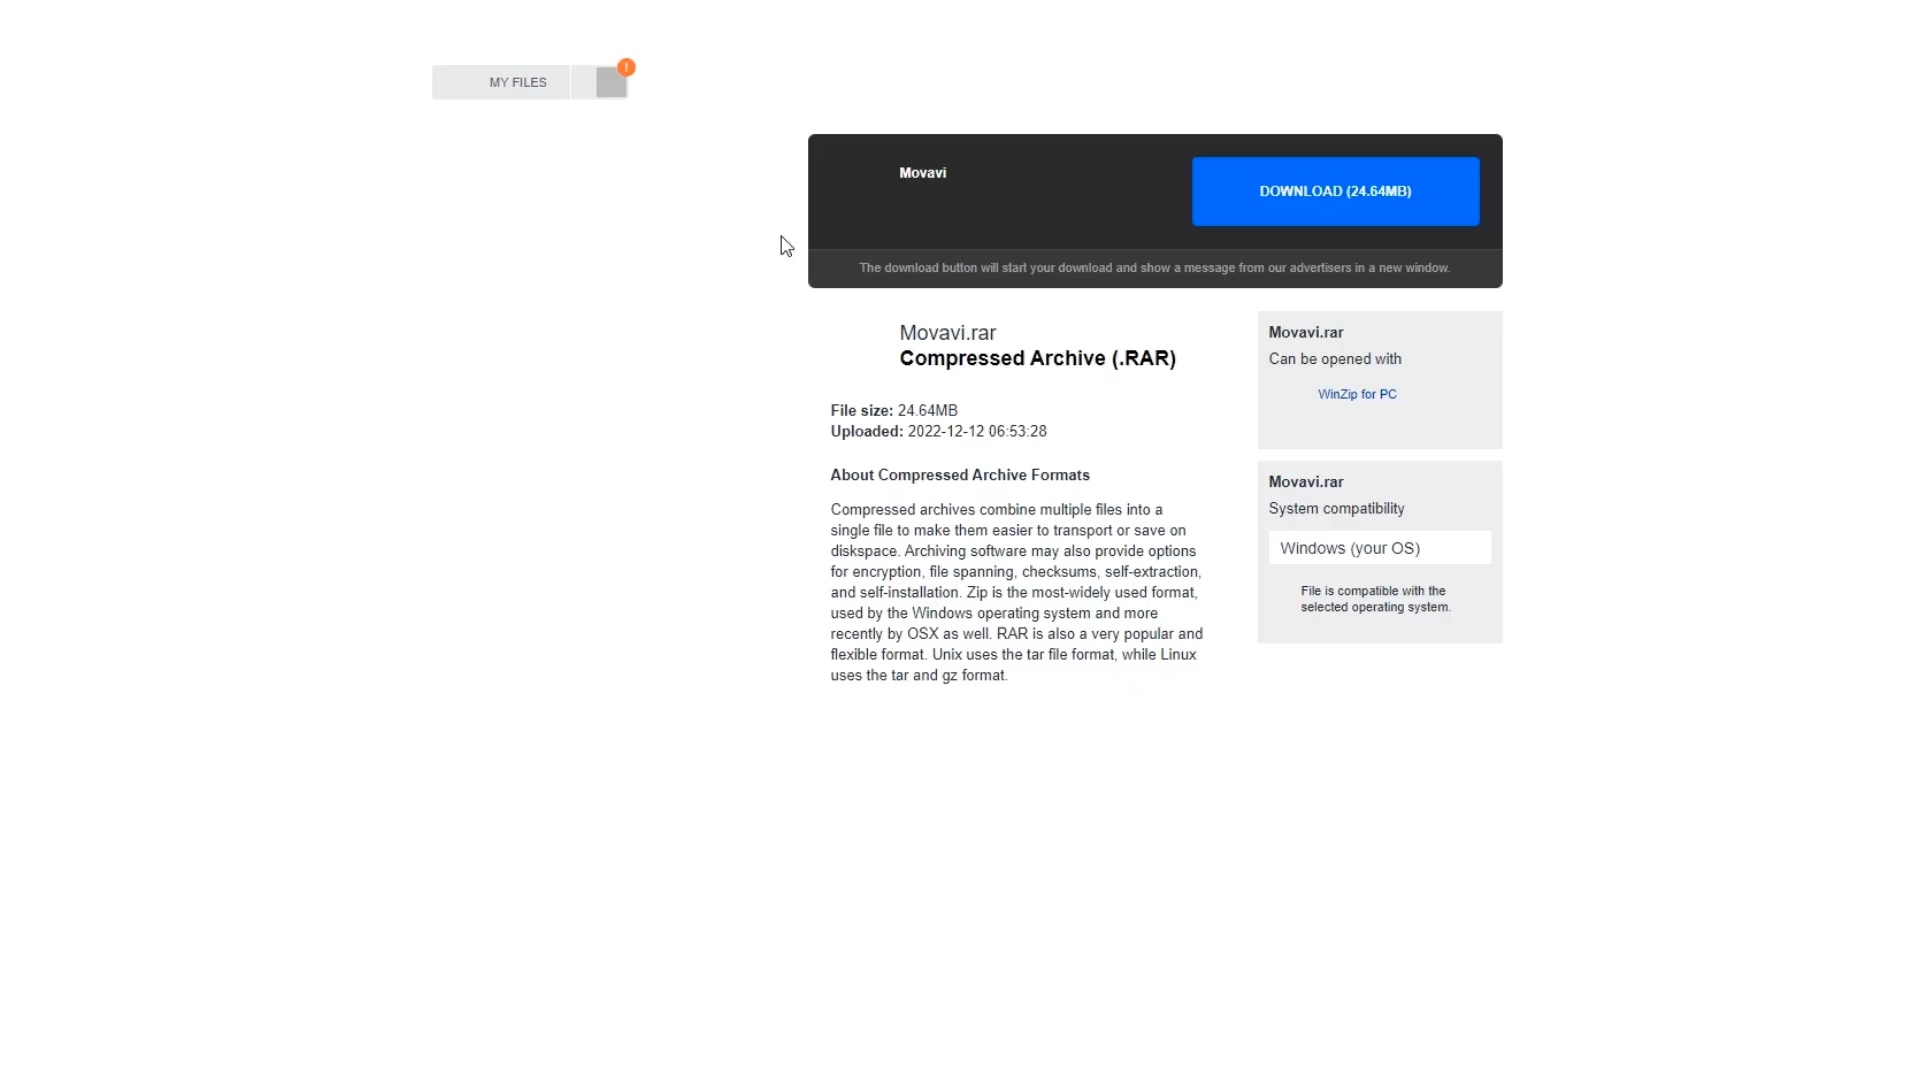 MY FILES
!
Movavi
DOWNLOAD (24.64MB)
The download button will start your download and show a message from our advertisers in a new window.
Movavi.rar
Compressed Archive (.RAR)
File size: 24.64MB
Uploaded: 2022-12-12 06:53:28
About Compressed Archive Formats
Compressed archives combine multiple files into a
single file to make them easier to transport or save on
diskspace. Archiving software may also provide options
for encryption, file spanning, checksums, self-extraction,
and self-installation. Zip is the most-widely used format,
used by the Windows operating system and more
recently by OSX as well. RAR is also a very popular and
flexible format. Unix uses the tar file format, while Linux
uses the tar and gz format.
Movavi.rar
Can be opened with
WinZip for PC
Movavi.rar
System compatibility
Windows (your OS)
File is compatible with the
selected operating system.